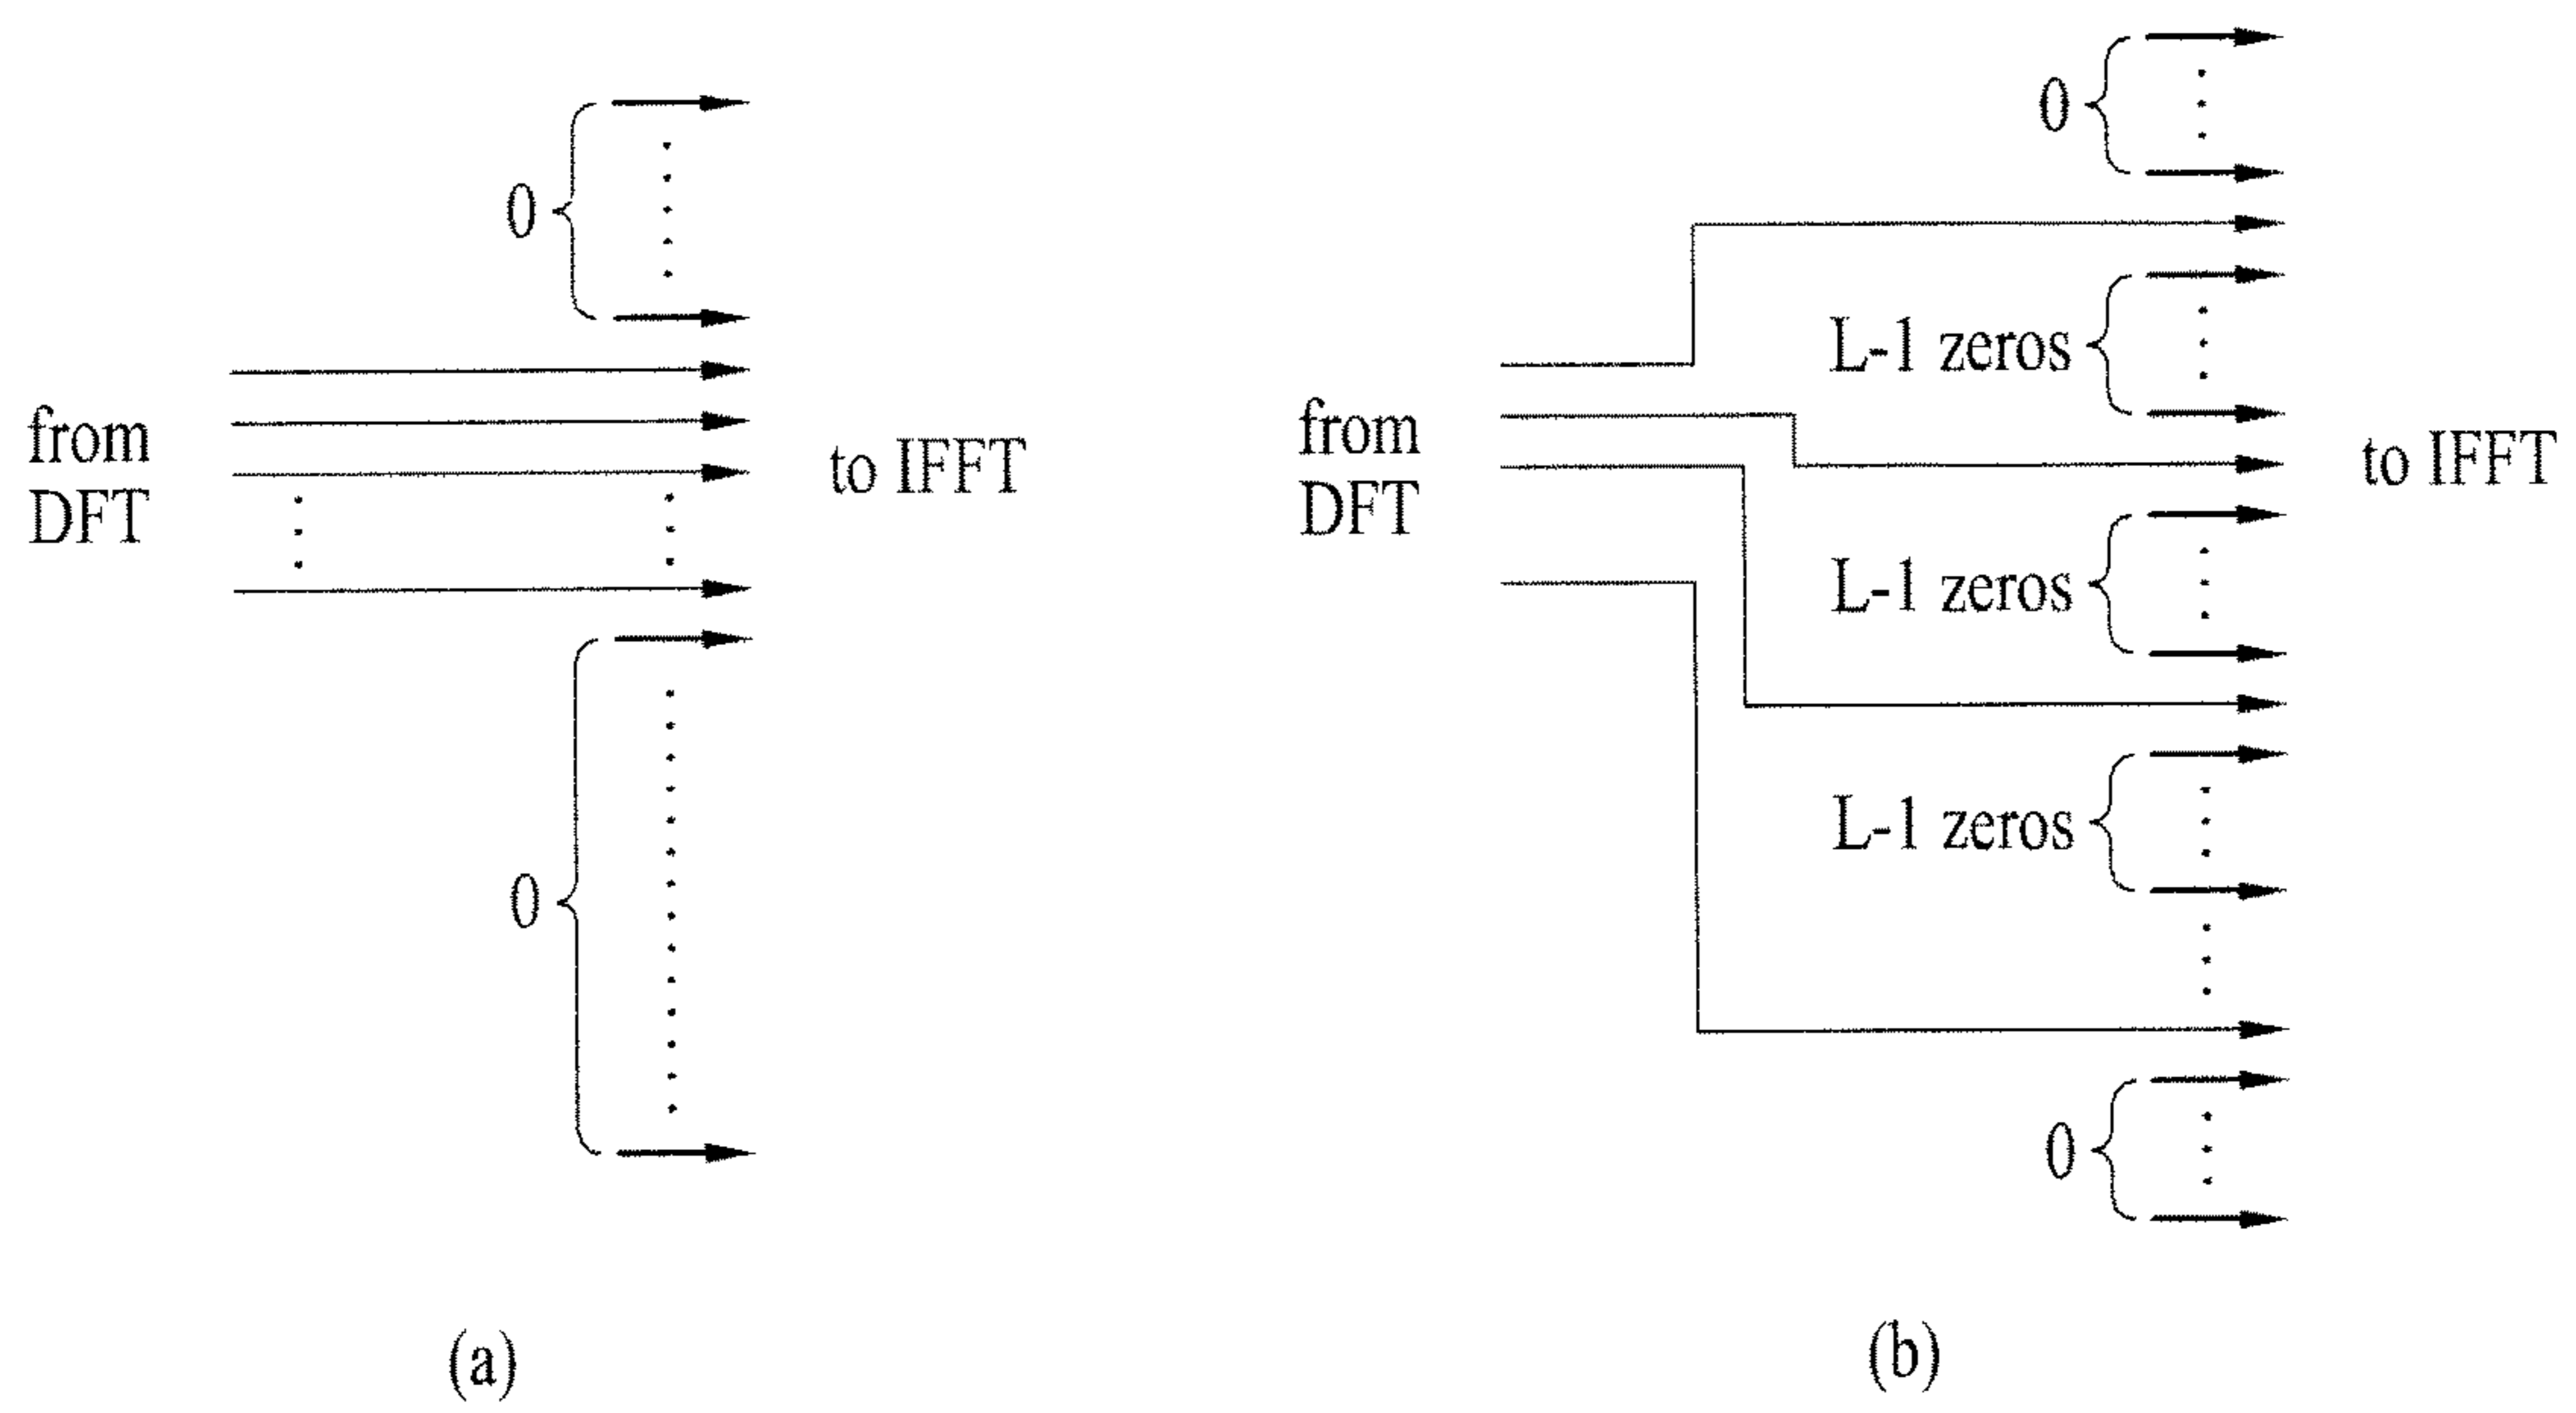 0
from
DFT
to IFFT
0
(a)
0
L-1 zeros
from
DFT
to IFFT
L-1 zeros
L-1 zeros
0
(b)